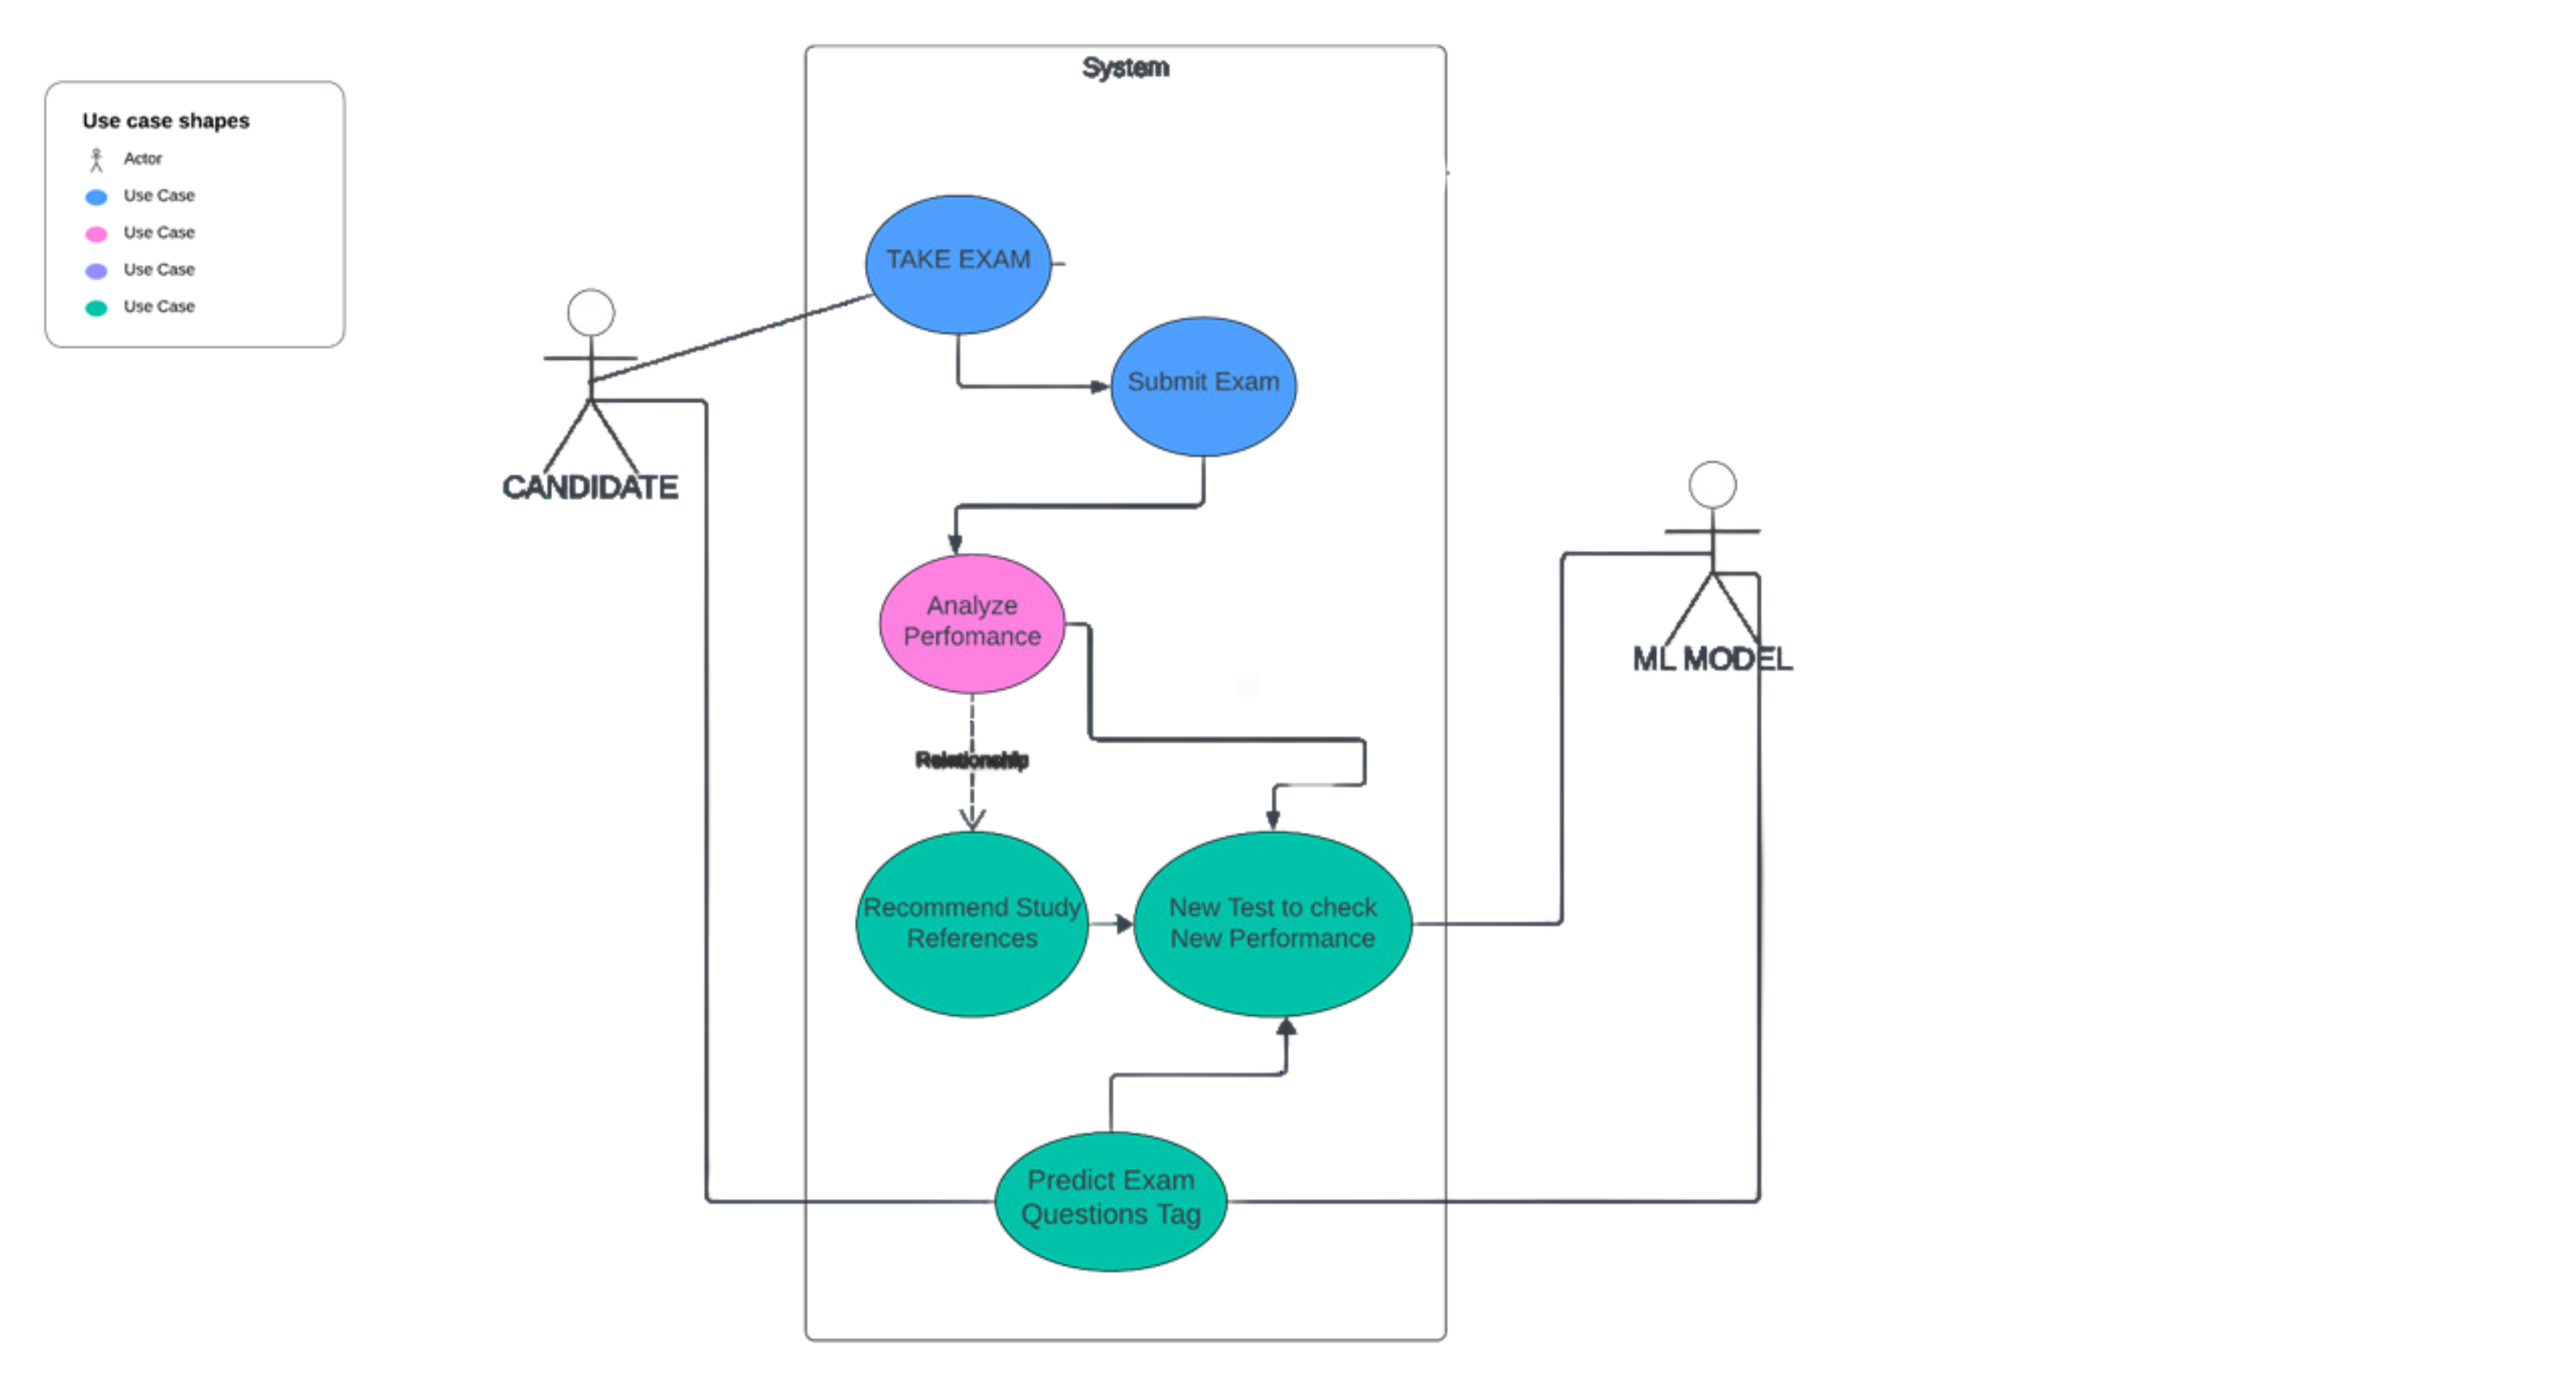 System
Use case shapes
Actor
Use Case
Use Case
Use Case
Use Case
TAKE EXAM
Submit Exam
CANDIDATE
Analyze
Perfomance
ML MODEL
Relationship
Recommend Study
References
New Test to check
New Performance
Predict Exam
Questions Tag